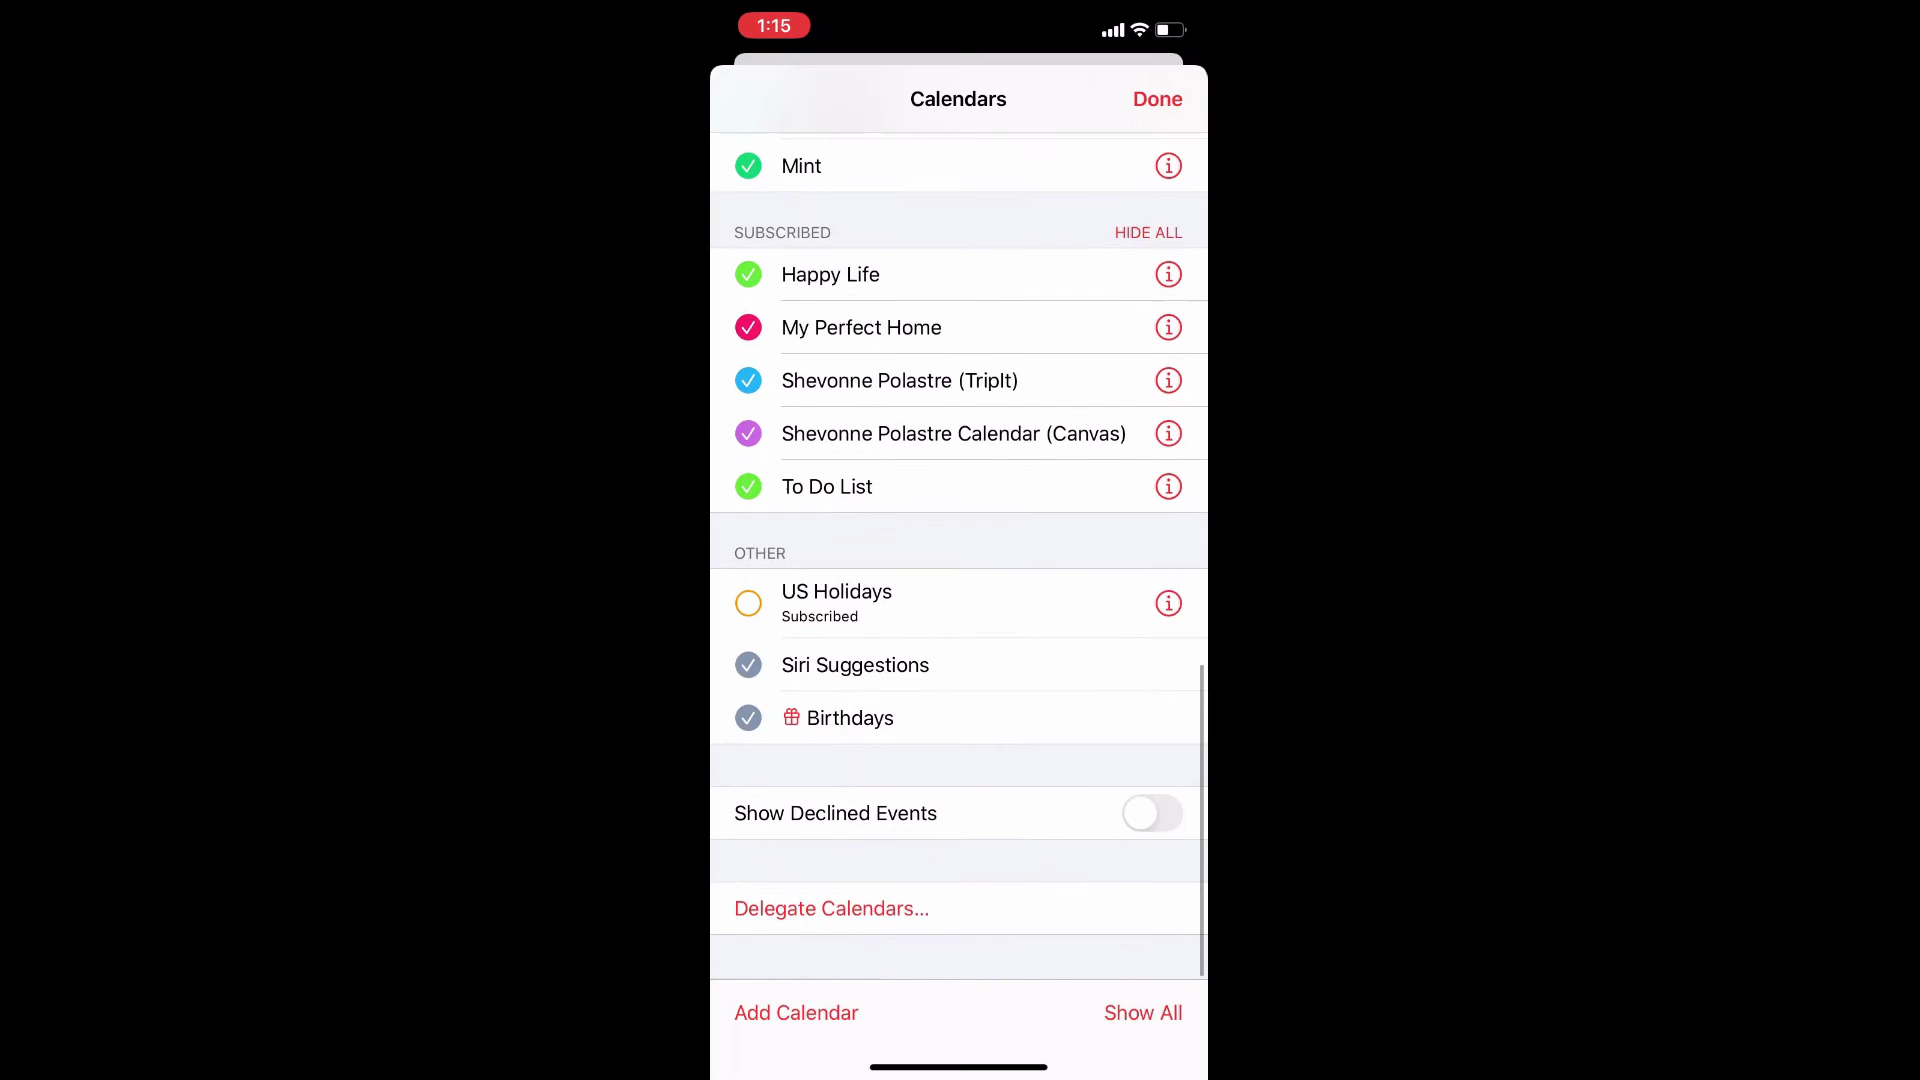 1:15
Calendars
Done
Mint
SUBSCRIBED
HIDE ALL
Happy Life
My Perfect Home
Shevonne Polastre (TripIt)
Shevonne Polastre Calendar (Canvas)
To Do List
OTHER
US Holidays
Subscribed
Siri Suggestions
Birthdays
Show Declined Events
Delegate Calendars...
Add Calendar
Show All